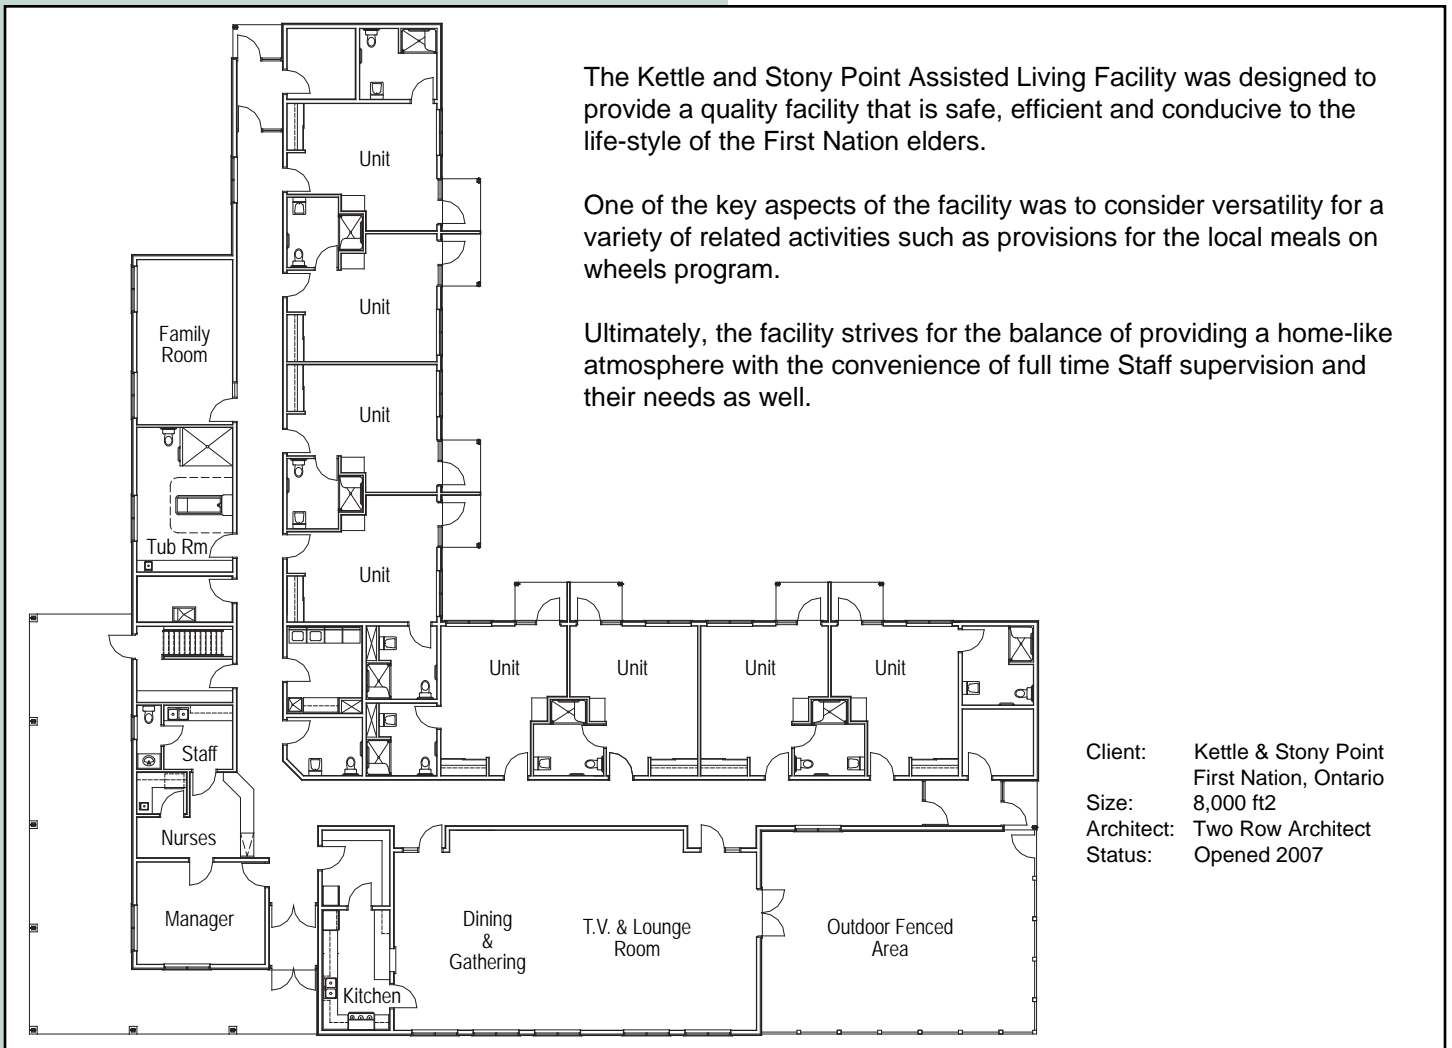 The Kettle and Stony Point Assisted Living Facility was designed to
provide a quality facility that is safe, efficient and conducive to the
life-style of the First Nation elders.
One of the key aspects of the facility was to consider versatility for a
variety of related activities such as provisions for the local meals on
wheels program.
Ultimately, the facility strives for the balance of providing a home-like
atmosphere with the convenience of full time Staff supervision and
their needs as well.
Unit
Unit
Family
Room
Unit
Tub Rm
Unit
Unit
Unit
Unit
Unit
Staff
Nurses
Manager
Dining
&
Gathering
T.V. & Lounge
Room
Outdoor Fenced
Area
Kitchen
Client: Kettle & Stony Point
First Nation, Ontario
Size: 8,000 ft2
Architect: Two Row Architect
Status: Opened 2007